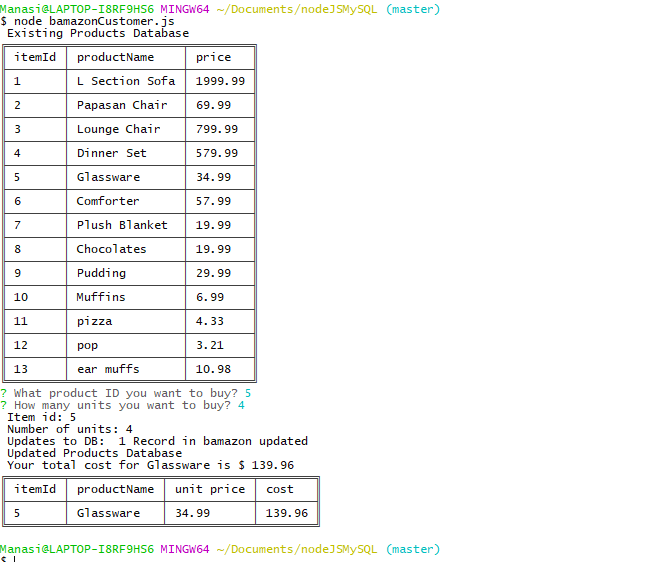 Manasi@LAPTOP-I8RF9HS6 MINGW64 ~/Documents/nodeJSMySQL (master)
$ node bamazonCustomer.js
Existing Products Database
itemId productName price
1 L Section Sofa 1999.99
2 Papasan Chair 69.99
3 Lounge Chair 799.99
4 Dinner Set 579.99
5 Glassware 34.99
6 Comforter 57.99
7 Plush Blanket 19.99
8 Chocolates 19.99
9 Pudding 29.99
10 Muffins 6.99
11 pizza 4.33
12 pop 3.21
13 ear muffs 10.98
? What product ID you want to buy? 5
? How many units you want to buy? 4
Item id: 5
Number of units: 4
Updates to DB:  1 Record in bamazon updated
Updated Products Database
Your total cost for Glassware is $ 139.96
itemId productName unit price cost
5 Glassware 34.99 139.96
Manasi@LAPTOP-I8RF9HS6 MINGW64 ~/Documents/nodeJSMySQL (master)
$